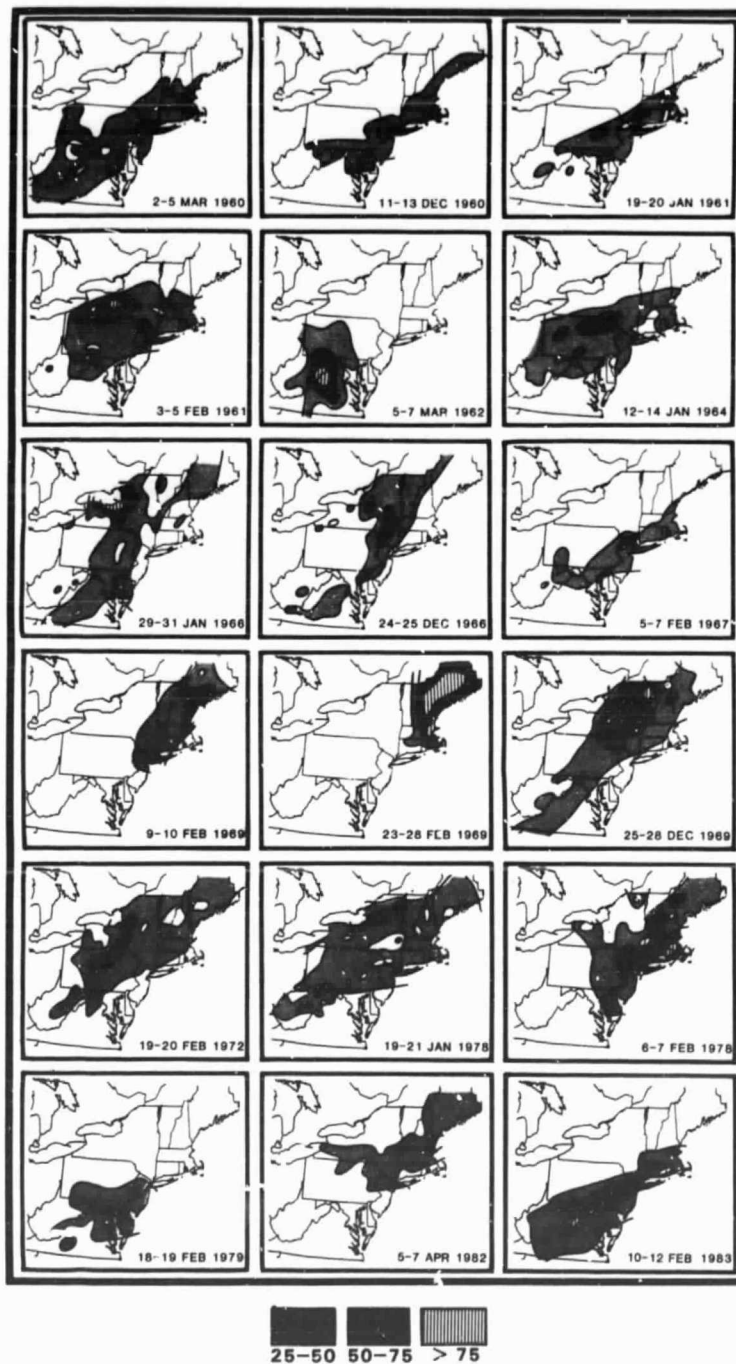 2-5 MAR 1960
11-13 DEC 1960
19-20 JAN 1961
3-5 FEB 1961
5-7 MAR 1962
12-14 JAN 1964
29-31 JAN 1966
24-25 DEC 1966
5-7 FEB 1967
9-10 FEB 1969
23-28 FEB 1969
25-28 DEC 1969
19-20 FEB 1972
19-21 JAN 1978
6-7 FEB 1978
18-19 FEB 1979
5-7 APR 1982
10-12 FEB 1983
25-50 50-75 > 75